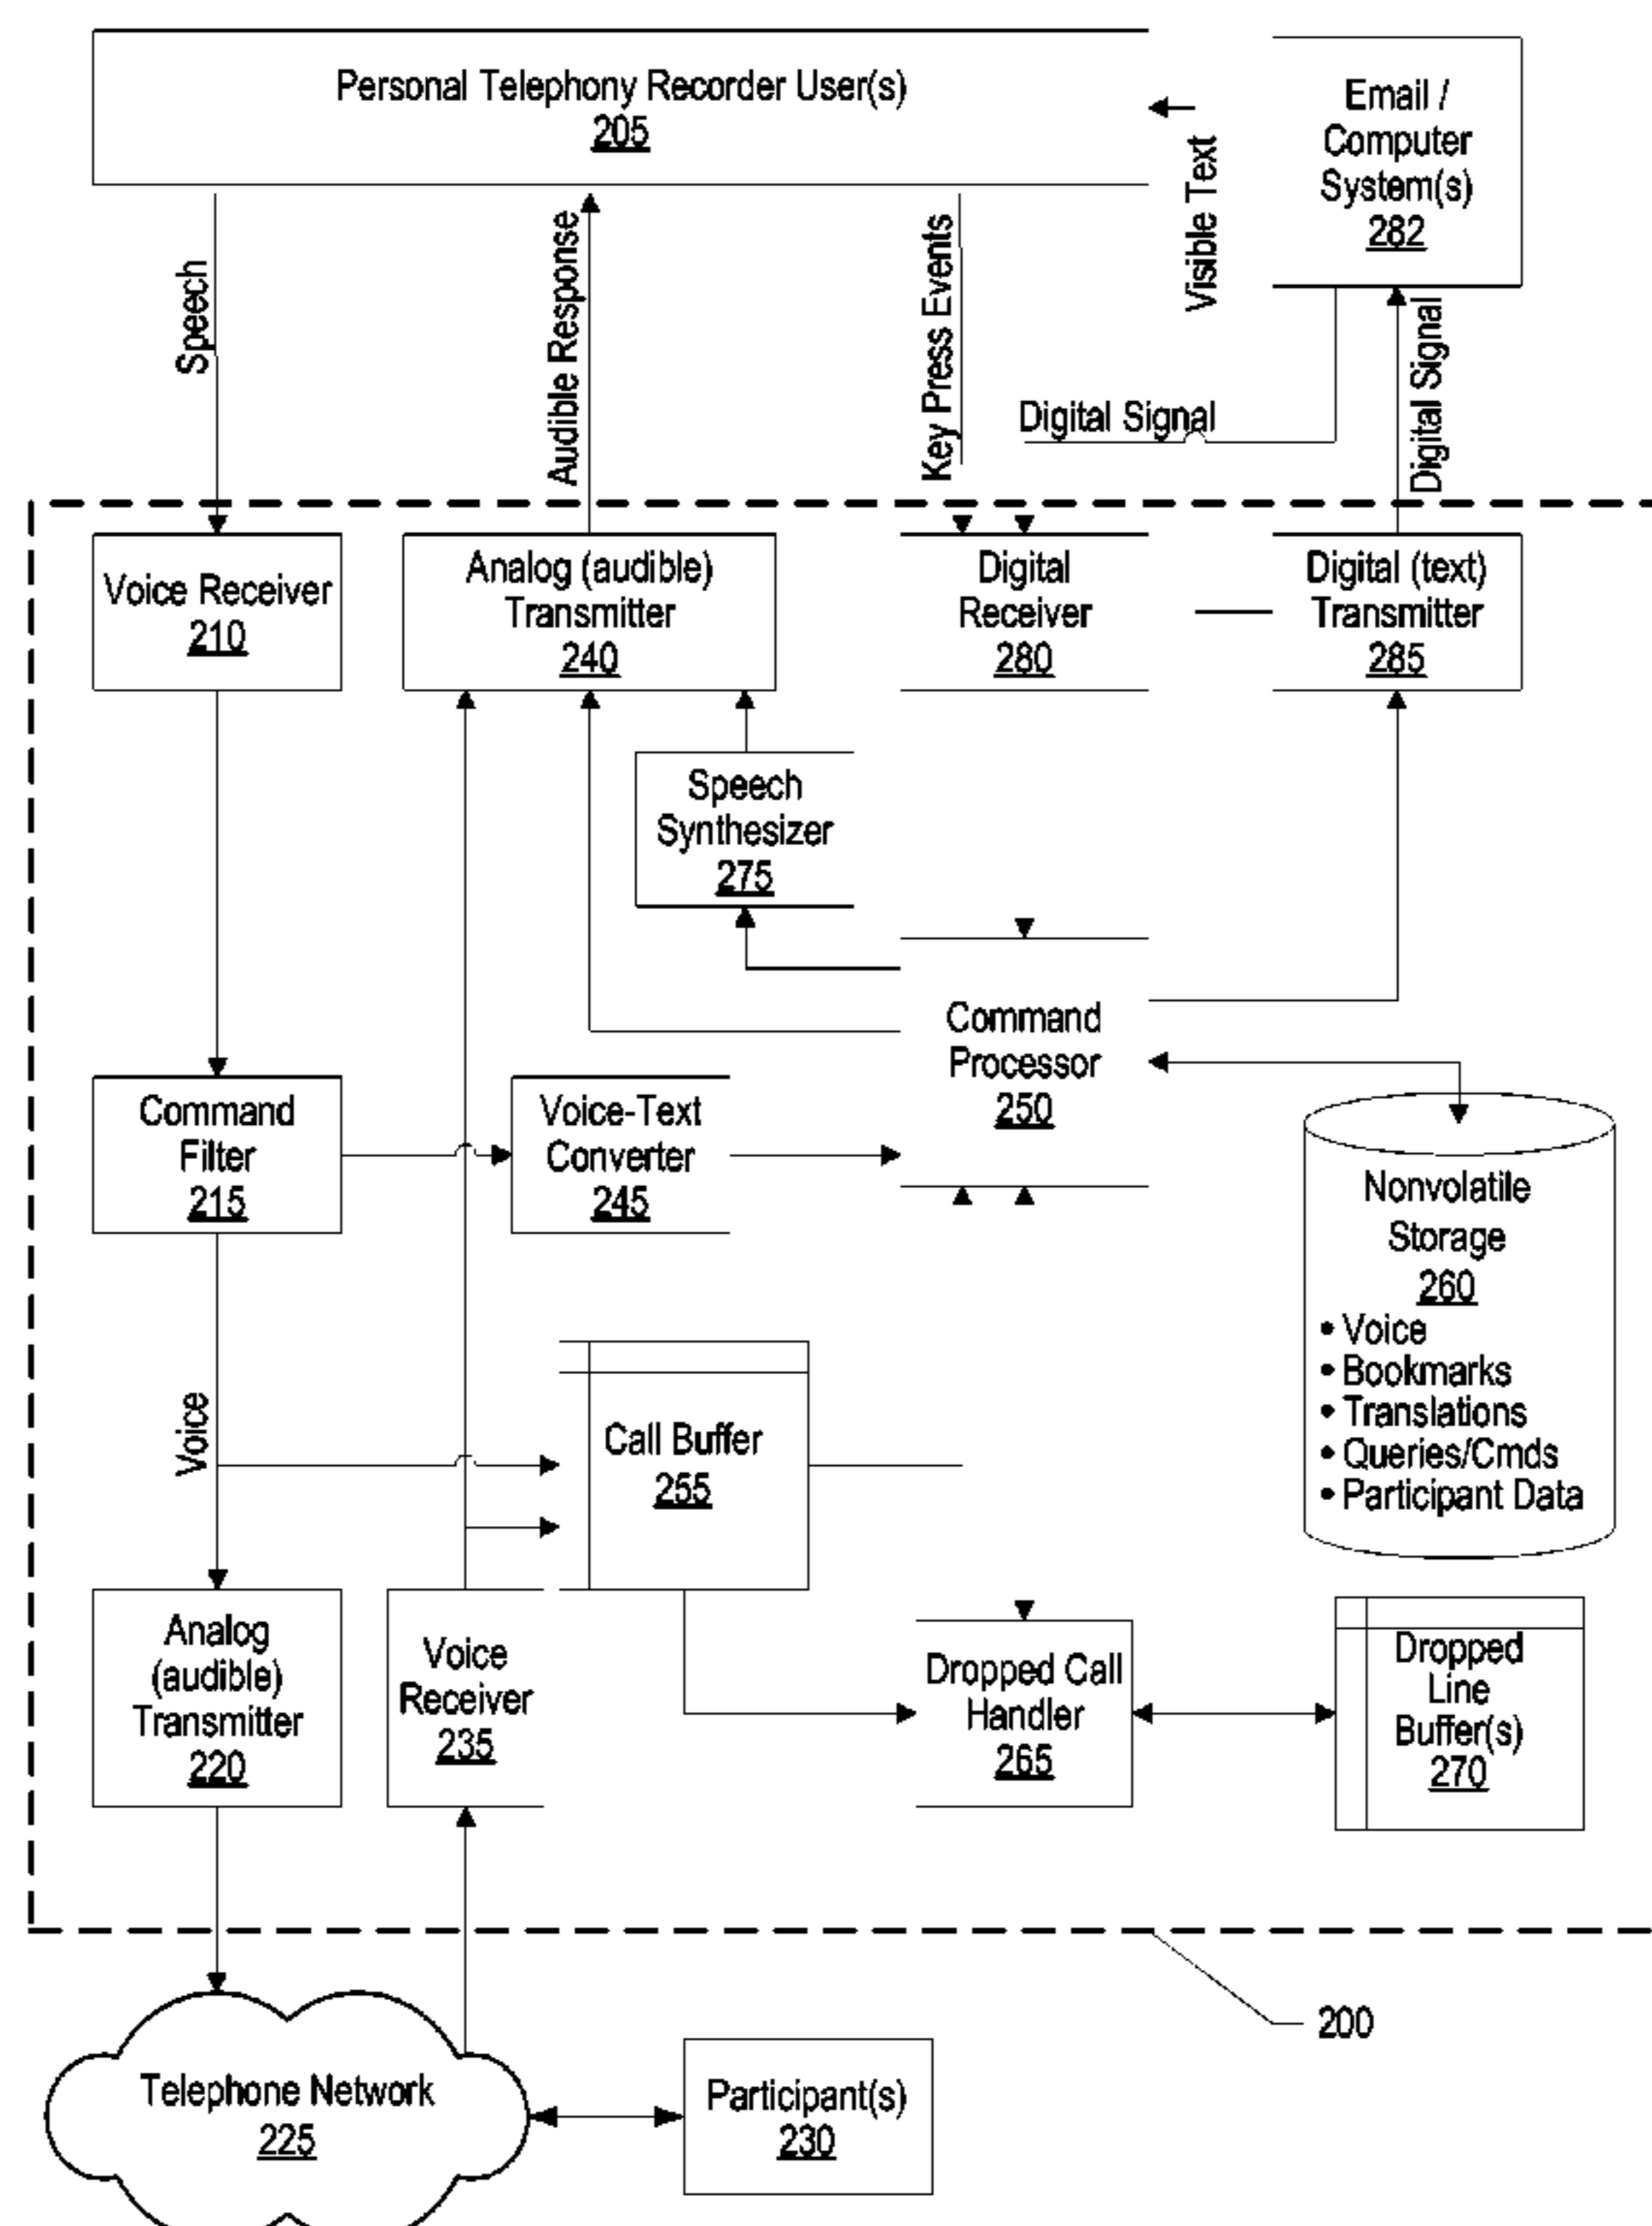 Personal Telephony Recorder User(s)
205
Email /
Computer
System(s)
282
Visible Text
Speech
Audible Response
Key Press Events
Digital Signal
Digital Signal
Voice Receiver
210
Analog (audible)
Transmitter
240
Digital
Receiver
280
Digital (text)
Transmitter
285
Speech
Synthesizer
275
Command
Processor
250
Command
Filter
215
Voice-Text
Converter
245
Nonvolatile
Storage
260
• Voice
• Bookmarks
• Translations
• Queries/Cmds
• Participant Data
Voice
Call Buffer
255
Analog
(audible)
Transmitter
220
Voice
Receiver
235
Dropped Call
Handler
265
Dropped
Line
Buffer(s)
270
200
Telephone Network
225
Participant(s)
230